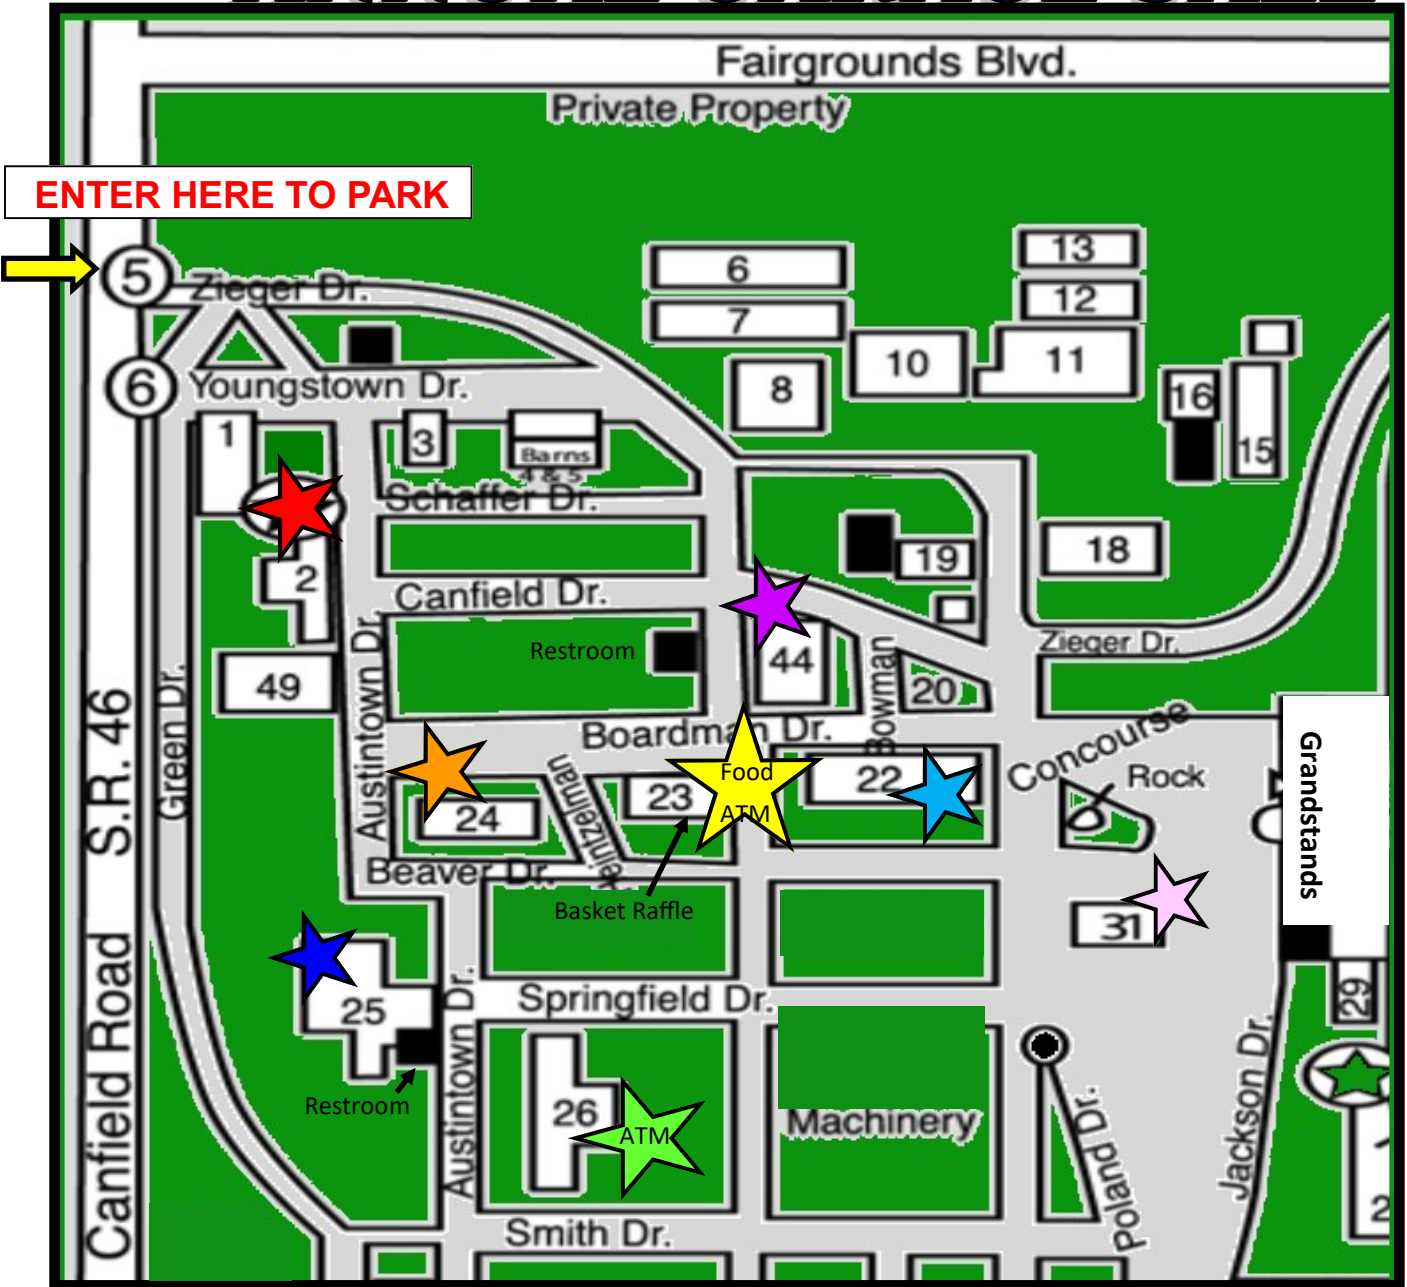 Fairgrounds Blvd.
Private Property
ENTER HERE TO PARK
5
Zieger Dr.
6
7
13
12
6
Youngstown Dr.
8
10
11
16
15
1
3
Barns
4 & 5
Schaffer Dr.
2
Canfield Dr.
19
18
Restroom
44
Bowman
20
Zieger Dr.
49
Green Dr.
Austintown Dr.
Boardman Dr.
Concourse
Rock
Grandstands
S.R. 46
Canfield Road
24
23
Food
ATM
22
Beaver Dr.
Basket Raffle
31
25
Springfield Dr.
29
Restroom
Austintown Dr.
26
ATM
Machinery
Poland Dr.
Jackson Dr.
Smith Dr.
2